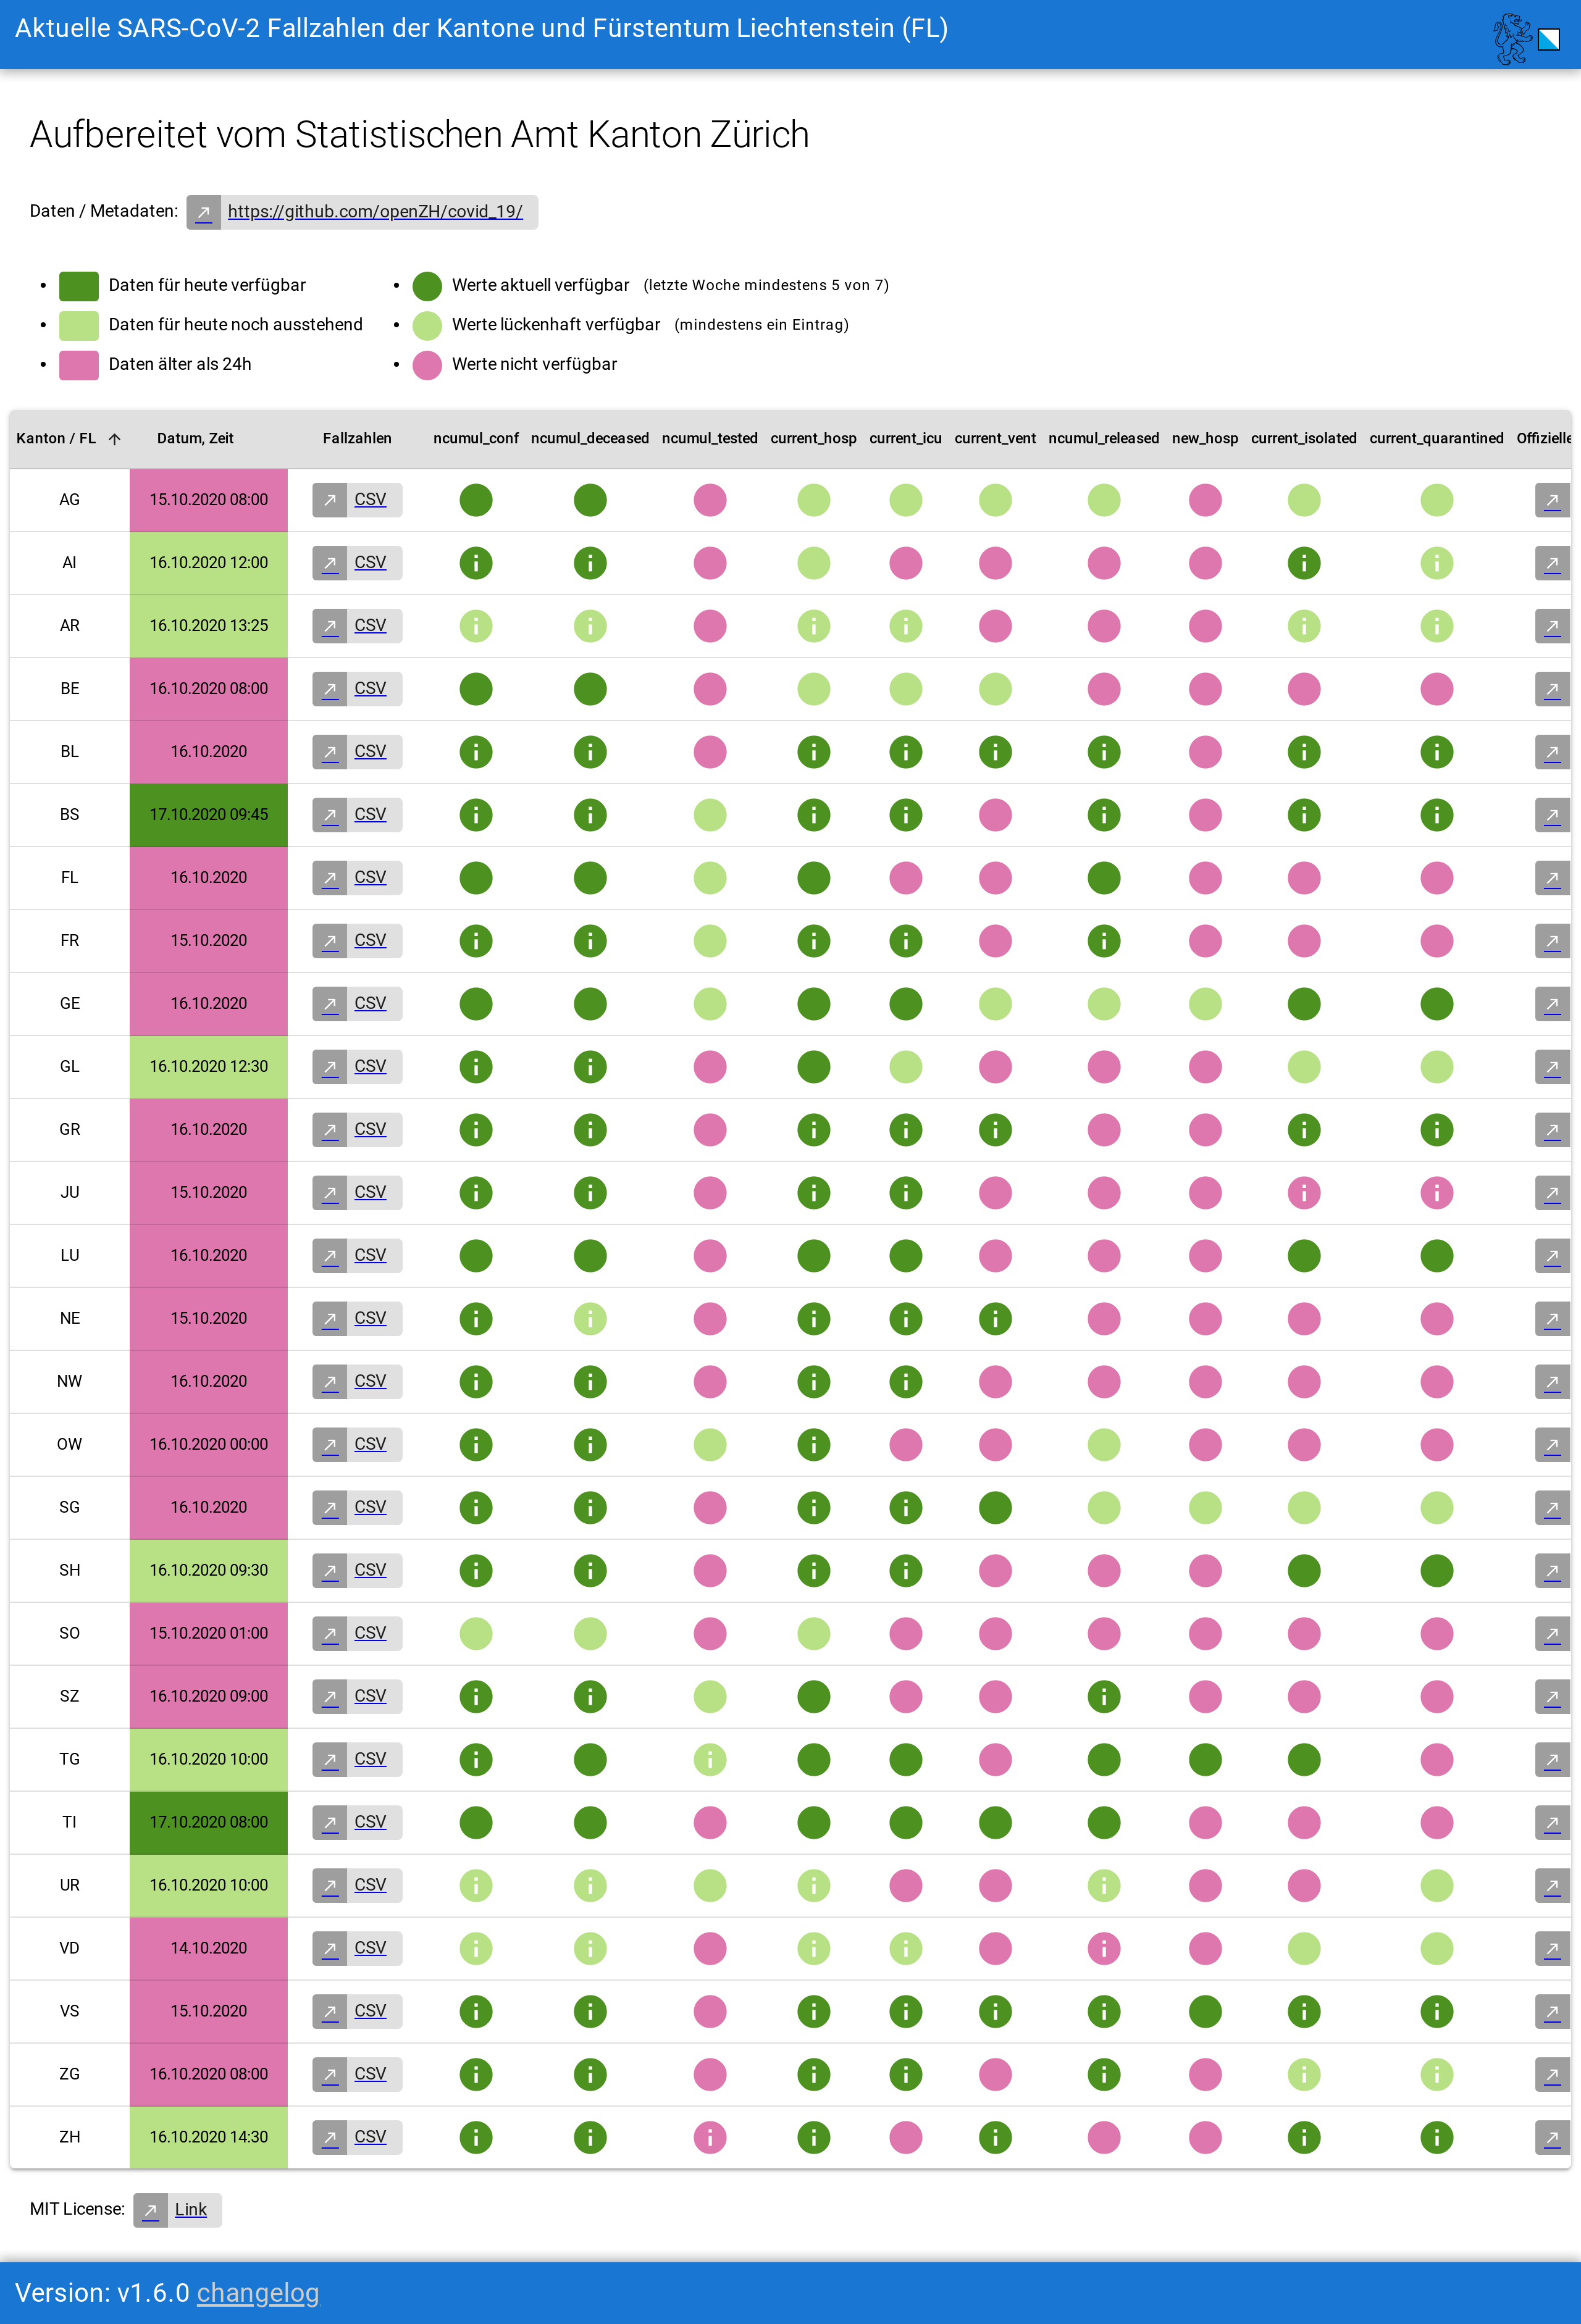 Aktuelle SARS-CoV-2 Fallzahlen der Kantone und Fürstentum Liechtenstein (FL)
Aufbereitet vom Statistischen Amt Kanton Zürich
Daten / Metadaten: https://github.com/openZH/covid_19/
Daten für heute verfügbar
Daten für heute noch ausstehend
Daten älter als 24h
Werte aktuell verfügbar (letzte Woche mindestens 5 von 7)
Werte lückenhaft verfügbar (mindestens ein Eintrag)
Werte nicht verfügbar
Kanton / FL Datum, Zeit Fallzahlen ncumul_conf ncumul_deceased ncumul_tested current_hosp current_icu current_vent ncumul_released new_hosp current_isolated current_quarantined Offizielle
AG 15.10.2020 08:00 CSV
AI 16.10.2020 12:00 CSV
AR 16.10.2020 13:25 CSV
BE 16.10.2020 08:00 CSV
BL 16.10.2020 CSV
BS 17.10.2020 09:45 CSV
FL 16.10.2020 CSV
FR 15.10.2020 CSV
GE 16.10.2020 CSV
GL 16.10.2020 12:30 CSV
GR 16.10.2020 CSV
JU 15.10.2020 CSV
LU 16.10.2020 CSV
NE 15.10.2020 CSV
NW 16.10.2020 CSV
OW 16.10.2020 00:00 CSV
SG 16.10.2020 CSV
SH 16.10.2020 09:30 CSV
SO 15.10.2020 01:00 CSV
SZ 16.10.2020 09:00 CSV
TG 16.10.2020 10:00 CSV
TI 17.10.2020 08:00 CSV
UR 16.10.2020 10:00 CSV
VD 14.10.2020 CSV
VS 15.10.2020 CSV
ZG 16.10.2020 08:00 CSV
ZH 16.10.2020 14:30 CSV
MIT License: Link
Version: v1.6.0 changelog